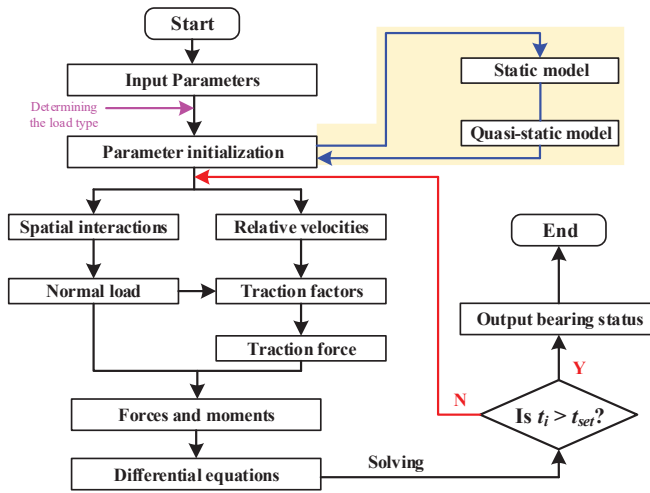 Start
Input Parameters
Determining
the load type
Parameter initialization
Static model
Quasi-static model
Spatial interactions
Relative velocities
Normal load
Traction factors
Traction force
Forces and moments
Differential equations
Solving
Is ti > tset?
N
Y
Output bearing status
End